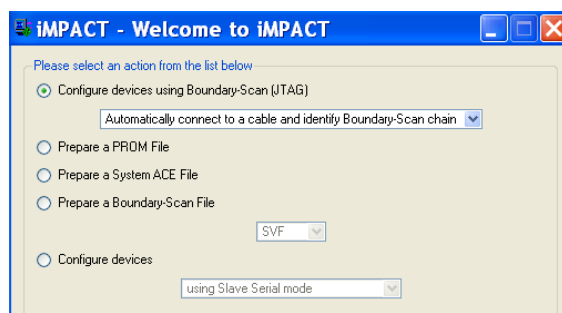 iMPACT - Welcome to iMPACT
Please select an action from the list below
Configure devices using Boundary-Scan (JTAG)
Automatically connect to a cable and identify Boundary-Scan chain
Prepare a PROM File
Prepare a System ACE File
Prepare a Boundary-Scan File
SVF
Configure devices
using Slave Serial mode